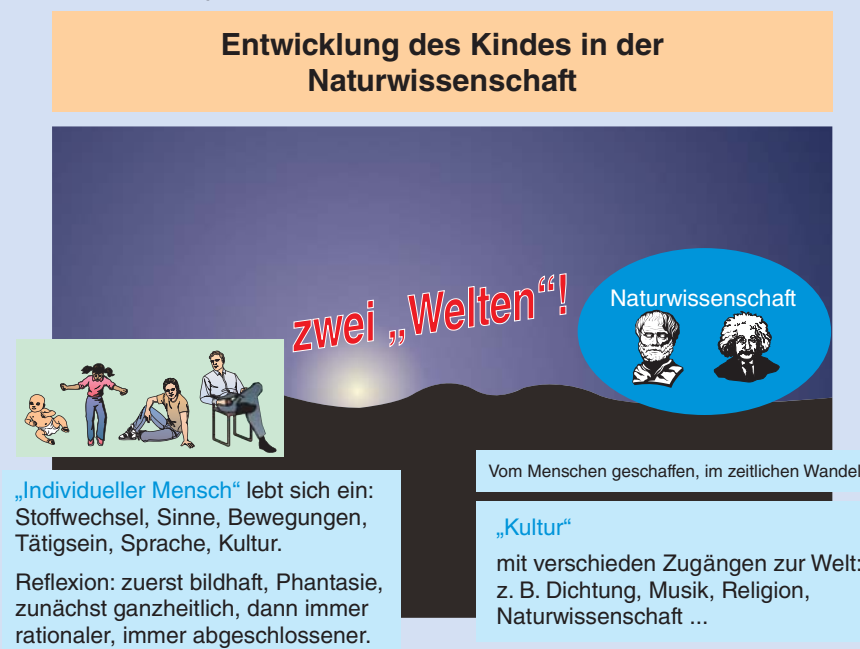 Entwicklung des Kindes in der
Naturwissenschaft
zwei „Welten“!
Naturwissenschaft
„Individueller Mensch“ lebt sich ein:
Stoffwechsel, Sinne, Bewegungen,
Tätigsein, Sprache, Kultur.
Reflexion: zuerst bildhaft, Phantasie,
zunächst ganzheitlich, dann immer
rationaler, immer abgeschlossener.
Vom Menschen geschaffen, im zeitlichen Wandel
„Kultur“
mit verschieden Zugängen zur Welt:
z. B. Dichtung, Musik, Religion,
Naturwissenschaft ...